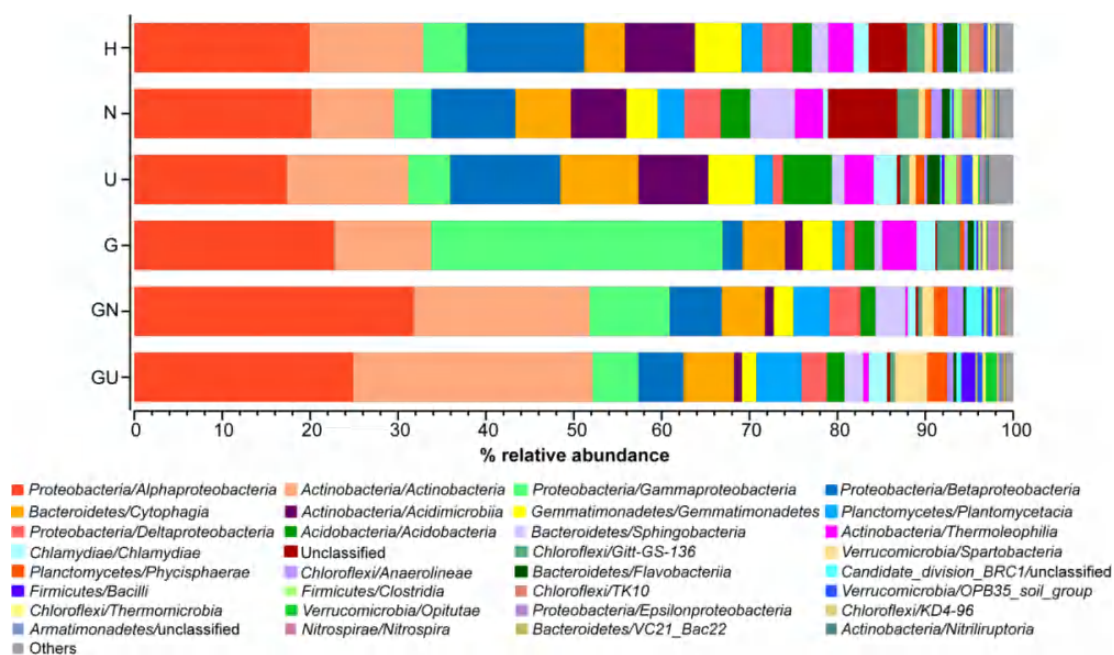 H
N
U
G
GN
GU
0 10 20 30 40 50 60 70 80 90 100
% relative abundance
Proteobacteria/Alphaproteobacteria Actinobacteria/Actinobacteria Proteobacteria/Gammaproteobacteria Proteobacteria/Betaproteobacteria
Bacteroidetes/Cytophagia Actinobacteria/Acidimicrobiia Gemmatimonadetes/Gemmatimonadetes Planctomycetes/Plantomycetacia
Proteobacteria/Deltaproteobacteria Acidobacteria/Acidobacteria Bacteroidetes/Sphingobacteria Actinobacteria/Thermoleophilia
Chlamydiae/Chlamydiae Unclassified Chloroflexi/Gitt-GS-136 Verrucomicrobia/Spartobacteria
Planctomycetes/Phycisphaerae Chloroflexi/Anaerolineae Bacteroidetes/Flavobacteriia Candidate_division_BRC1/unclassified
Firmicutes/Bacilli Firmicutes/Clostridia Chloroflexi/TK10 Verrucomicrobia/OPB35_soil_group
Chloroflexi/Thermomicrobia Verrucomicrobia/Opitutae Proteobacteria/Epsilonproteobacteria Chloroflexi/KD4-96
Armatimonadetes/unclassified Nitrospirae/Nitrospira Bacteroidetes/VC21_Bac22 Actinobacteria/Nitriliruptoria
Others